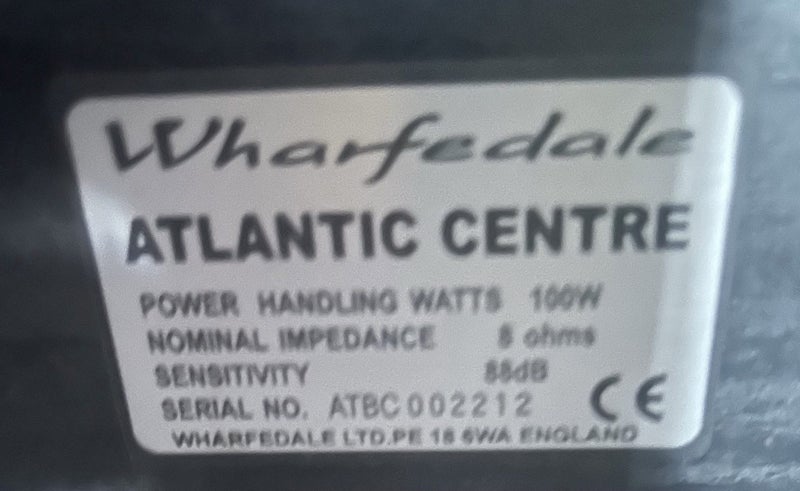 Wharfedale
ATLANTIC CENTRE
POWER HANDLING WATTS 100W
NOMINAL IMPEDANCE 8 ohms
SENSITIVITY 88dB
SERIAL NO. ATBC002212 CE
WHARFEDALE LTD.PE 18 6WA ENGLAND